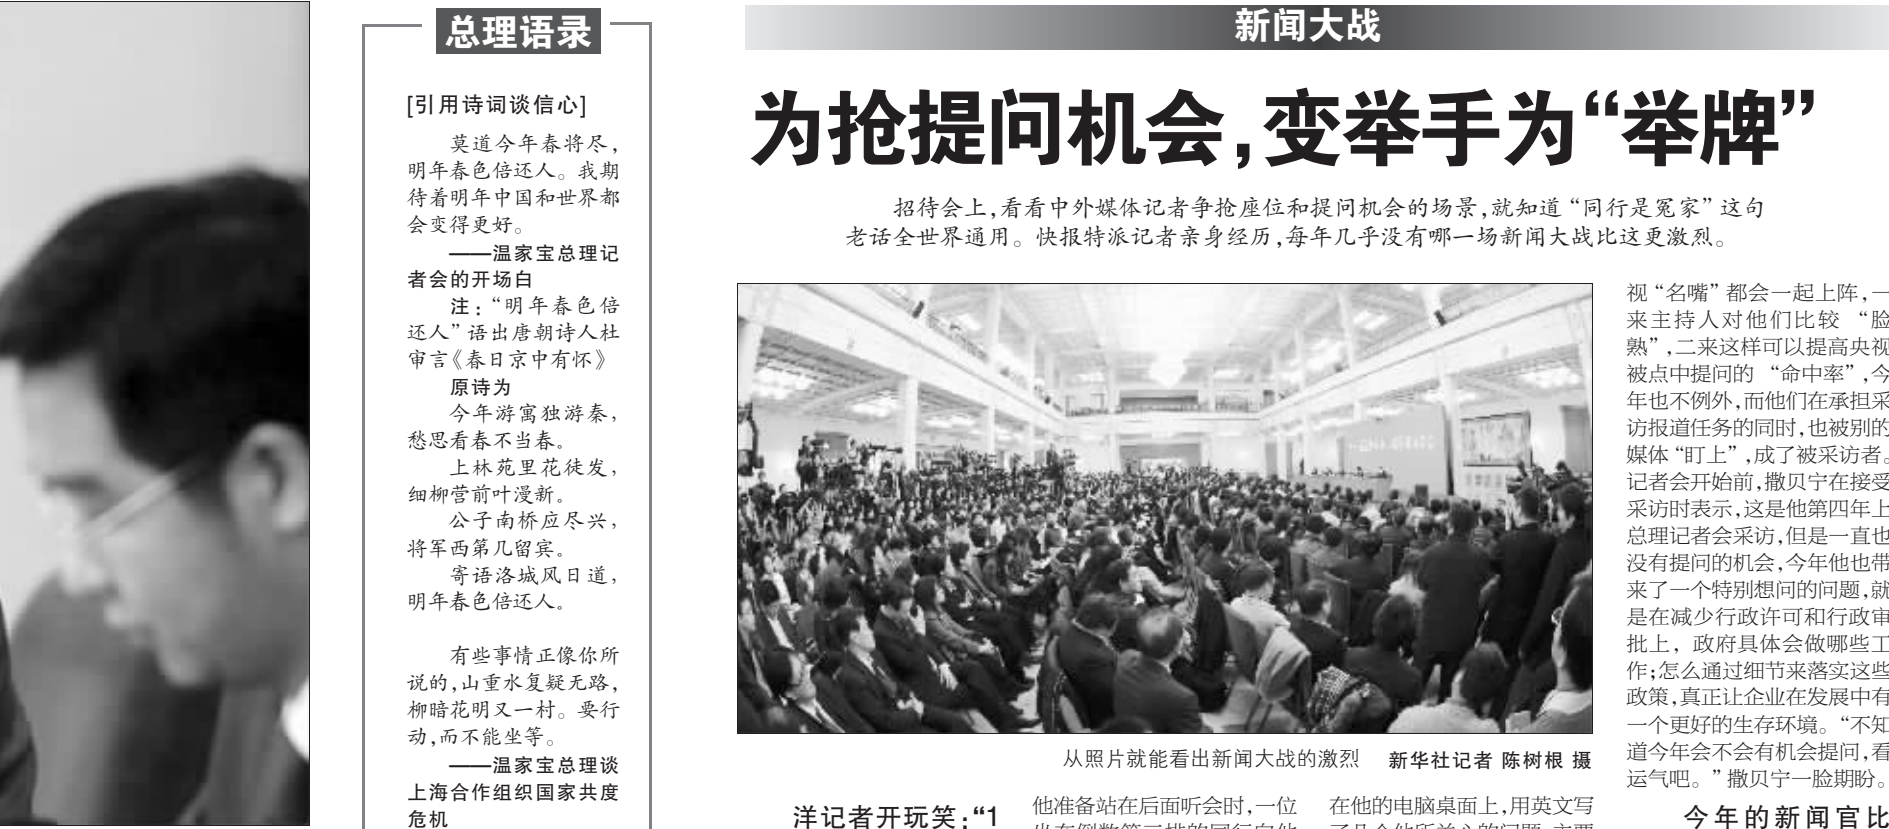 总理语录
[引用诗词谈信心]
莫道今年春将尽,
明年春色倍还人。我期
待着明年中国和世界都
会变得更好。
——温家宝总理记
者会的开场白
注:“明年春色倍
还人”语出唐朝诗人杜
审言《春日京中有怀》
原诗为
今年游寓独游秦,
愁思看春不当春。
上林苑里花徒发,
细柳营前叶漫新。
公子南桥应尽兴,
将军西第几留宾。
寄语洛城风日道,
明年春色倍还人。
有些事情正像你所
说的,山重水复疑无路,
柳暗花明又一村。要行
动,而不能坐等。
——温家宝总理谈
上海合作组织国家共度
危机
新闻大战
为抢提问机会,变举手为“举牌”
招待会上,看看中外媒体记者争抢座位和提问机会的场景,就知道“同行是冤家”这句
老话全世界通用。快报特派记者亲身经历,每年几乎没有哪一场新闻大战比这更激烈。
从照片就能看出新闻大战的激烈 新华社记者 陈树根 摄
洋记者开玩笑:“1
他准备站在后面听会时,一位
在他的电脑桌面上,用英文写
视“名嘴”都会一起上阵,一
来主持人对他们比较“脸
熟”,二来这样可以提高央视
被点中提问的“命中率”,今
年也不例外,而他们在承担采
访报道任务的同时,也被别的
媒体“盯上”,成了被采访者。
记者会开始前,撒贝宁在接受
采访时表示,这是他第四年上
总理记者会采访,但是一直也
没有提问的机会,今年他也带
来了一个特别想问的问题,就
是在减少行政许可和行政审
批上,政府具体会做哪些工
作;怎么通过细节来落实这些
政策,真正让企业在发展中有
一个更好的生存环境。“不知
道今年会不会有机会提问,看
运气吧。”撒贝宁一脸期盼。
今年的新闻官比